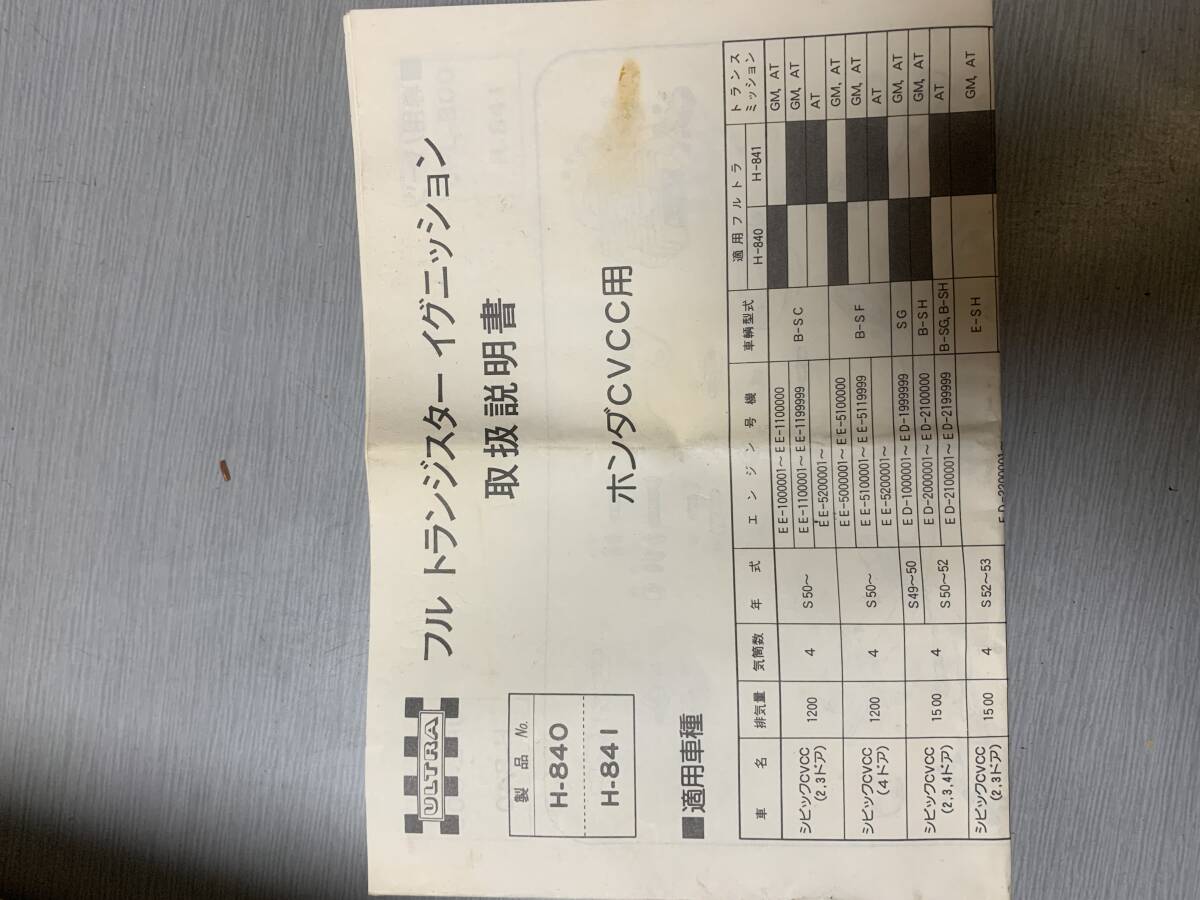 ULTRA
フル トランジスター イグニッション
取扱説明書
製品 No.
H-840
H-841
ホンダCVCC用
■適用車種
車名 排気量 気筒数 年式 エンジン号機 車輌型式 適用フルトラ トランスミッション
H-840 H-841
シビックCVCC (2,3ドア) 1200 4 S50〜 EE-1000001〜EE-1100000 B-SC GM, AT
EE-1100001〜EE-1199999 GM, AT
EE-5200001〜 AT
シビックCVCC (4ドア) 1200 4 S50〜 EE-5000001〜EE-5100000 B-SF GM, AT
EE-5100001〜EE-5119999 GM, AT
EE-5200001〜 AT
シビックCVCC (2,3,4ドア) 1500 4 S49〜50 ED-1000001〜ED-1999999 SG GM, AT
S50〜52 ED-2000001〜ED-2100000 B-SH GM, AT
ED-2100001〜ED-2199999 B-SG, B-SH AT
シビックCVCC (2,3ドア) 1500 4 S52〜53 E-SH GM, AT